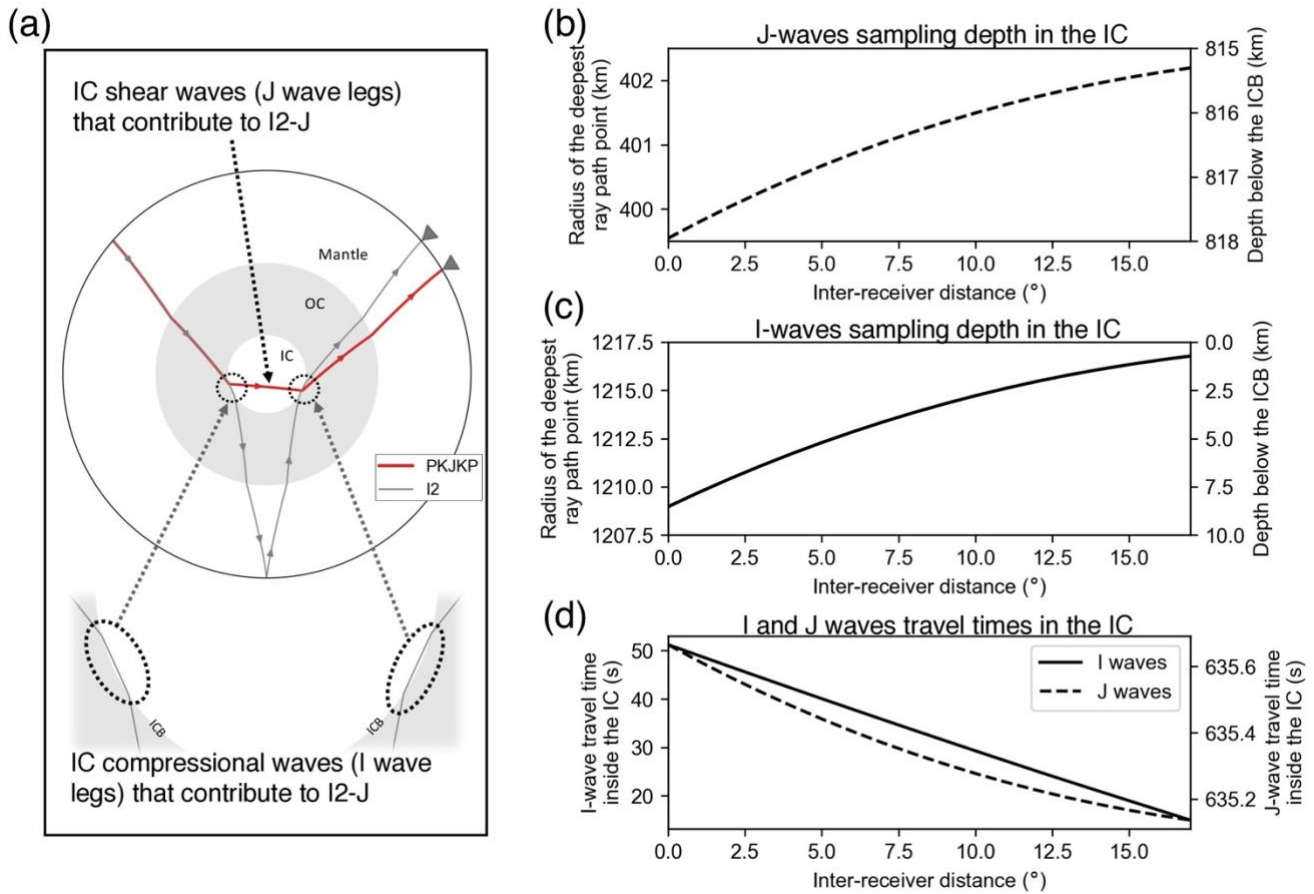 (a)
IC shear waves (J wave legs)
that contribute to I2-J
Mantle
OC
IC
PKJKP
I2
ICB
ICB
IC compressional waves (I wave
legs) that contribute to I2-J
(b)
J-waves sampling depth in the IC
Radius of the deepest
ray path point (km)
402
401
400
815
816
817
818
Depth below the ICB (km)
0.0 2.5 5.0 7.5 10.0 12.5 15.0
Inter-receiver distance (°)
(c)
I-waves sampling depth in the IC
Radius of the deepest
ray path point (km)
1217.5
1215.0
1212.5
1210.0
1207.5
0.0
2.5
5.0
7.5
10.0
Depth below the ICB (km)
0.0 2.5 5.0 7.5 10.0 12.5 15.0
Inter-receiver distance (°)
(d)
I and J waves travel times in the IC
I-wave travel time
inside the IC (s)
50
40
30
20
I waves
J waves
635.6
635.4
635.2
J-wave travel time
inside the IC (s)
0.0 2.5 5.0 7.5 10.0 12.5 15.0
Inter-receiver distance (°)